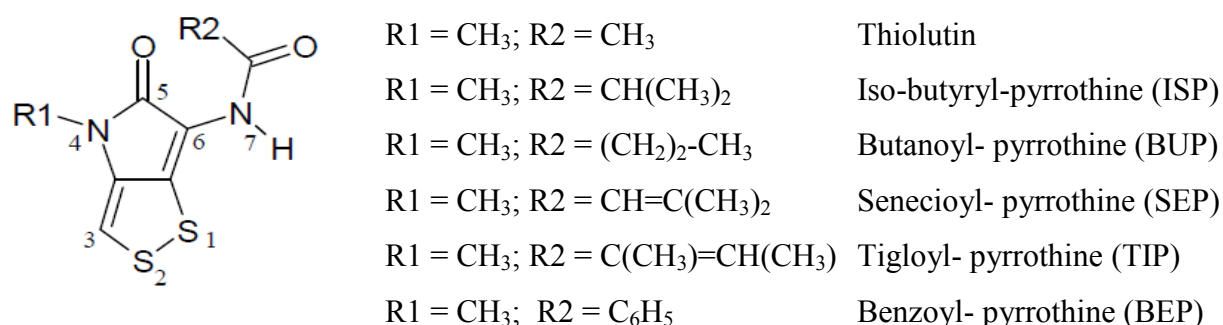 R2
O
O
R1
N
N
H
S
S
1
2
3
4
5
6
7
R1 = CH₃; R2 = CH₃ Thiolutin
R1 = CH₃; R2 = CH(CH₃)₂ Iso-butyryl-pyrrothine (ISP)
R1 = CH₃; R2 = (CH₂)₂-CH₃ Butanoyl- pyrrothine (BUP)
R1 = CH₃; R2 = CH=C(CH₃)₂ Senecioyl- pyrrothine (SEP)
R1 = CH₃; R2 = C(CH₃)=CH(CH₃) Tigloyl- pyrrothine (TIP)
R1 = CH₃; R2 = C₆H₅ Benzoyl- pyrrothine (BEP)